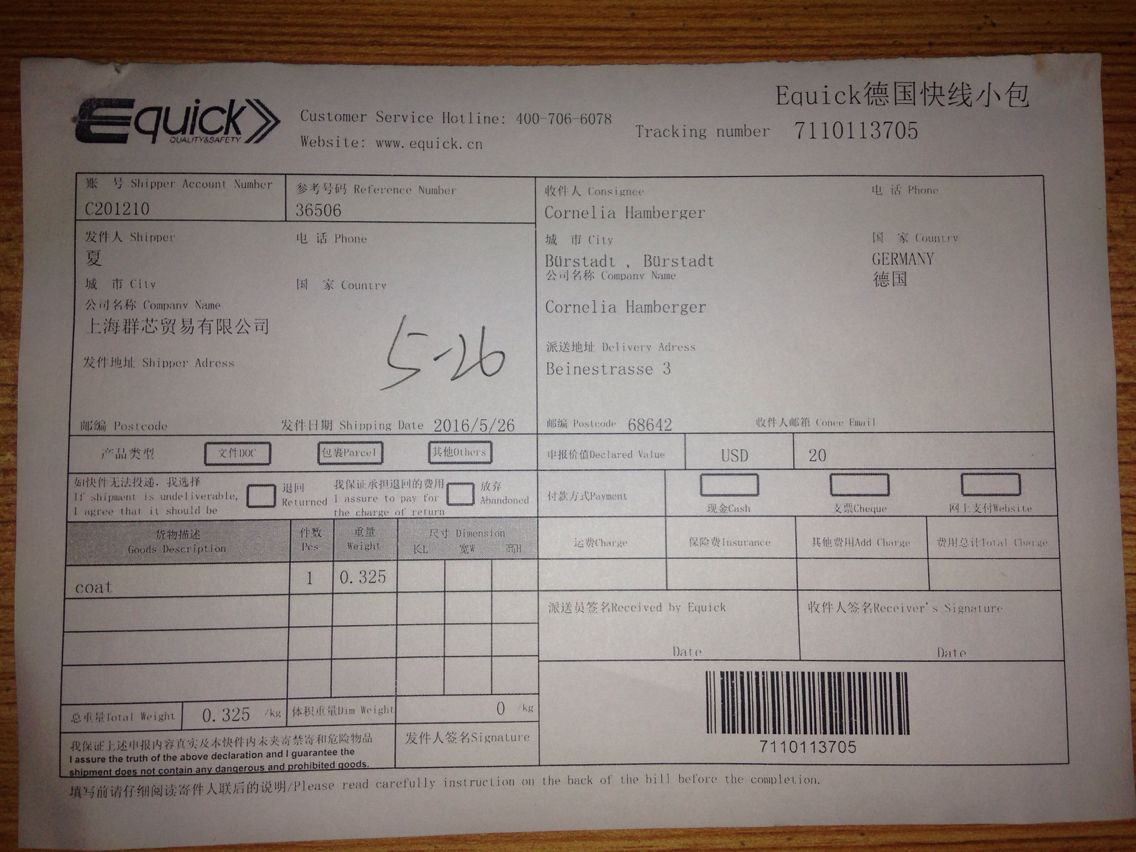 Equick
QUALITY&SAFETY
Customer Service Hotline: 400-706-6078
Website: www.equick.cn
Equick德国快线小包
Tracking number 7110113705
账 号 Shipper Account Number
C201210
参考号码 Reference Number
36506
发件人 Shipper
夏
电 话 Phone
城 市 City
国 家 Country
公司名称 Company Name
上海群芯贸易有限公司
发件地址 Shipper Adress
5-26
邮编 Postcode
发件日期 Shipping Date 2016/5/26
收件人 Consignee
Cornelia Hamberger
电 话 Phone
城 市 City
Bürstadt , Bürstadt
国 家 Country
GERMANY
德国
公司名称 Company Name
Cornelia Hamberger
派送地址 Delivery Adress
Beinestrasse 3
邮编 Postcode 68642
收件人邮箱 Conee Email
产品类型
文件DOC
包裹Parcel
其他Others
申报价值Declared Value
USD
20
如快件无法投递，我选择
If shipment is undeliverable,
I agree that it should be
退回
Returned
我保证承担退回的费用
I assure to pay for
the charge of return
放弃
Abandoned
付款方式Payment
现金Cash
支票Cheque
网上支付Website
货物描述
Goods Description
件数
Pcs
重量
Weight
尺寸 Dimension
长L 宽W 高H
运费Charge
保险费Insurance
其他费用Add Charge
费用总计Total Charge
coat
1
0.325
派送员签名Received by Equick
Date
收件人签名Receiver's Signature
Date
总重量Total Weight 0.325 /kg
体积重量Dim Weight 0 /kg
我保证上述申报内容真实及本快件内未夹寄禁寄和危险物品
I assure the truth of the above declaration and I guarantee the
shipment does not contain any dangerous and prohibited goods.
发件人签名Signature
7110113705
填写前请仔细阅读寄件人联后的说明/Please read carefully instruction on the back of the bill before the completion.